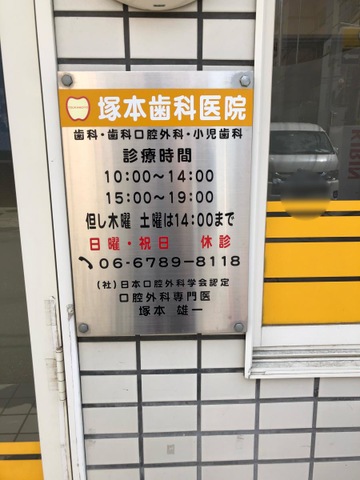 塚本歯科医院
歯科・歯科口腔外科・小児歯科
診療時間
10:00～14:00
15:00～19:00
但し木曜 土曜は14:00まで
日曜・祝日 休診
06-6789-8118
(社)日本口腔外科学会認定
口腔外科専門医
塚本 雄一